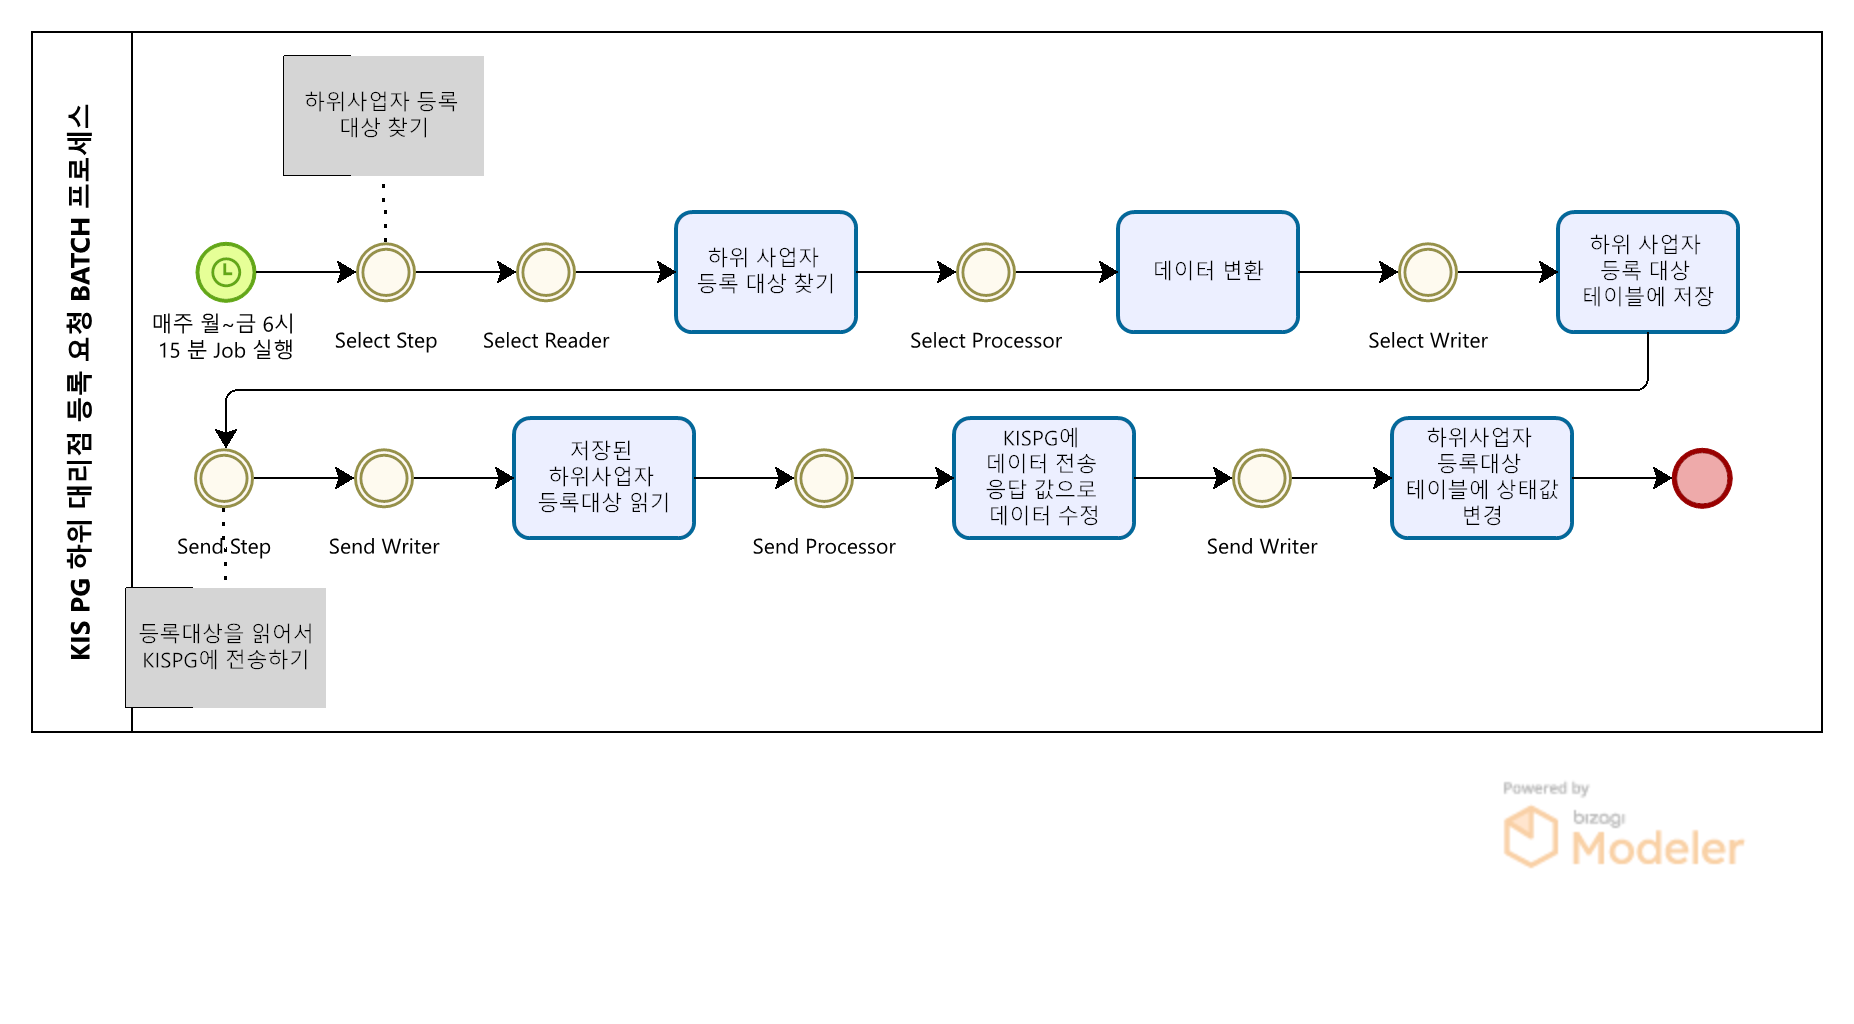 KIS PG 하위 대리점 등록 요청 BATCH 프로세스
하위사업자 등록
대상 찾기
매주 월~금 6시
15 분 Job 실행
Select Step
Select Reader
하위 사업자
등록 대상 찾기
Select Processor
데이터 변환
Select Writer
하위 사업자
등록 대상
테이블에 저장
Send Step
Send Writer
저장된
하위사업자
등록대상 읽기
Send Processor
KISPG에
데이터 전송
응답 값으로
데이터 수정
Send Writer
하위사업자
등록대상
테이블에 상태값
변경
등록대상을 읽어서
KISPG에 전송하기
Powered by
bizagi
Modeler